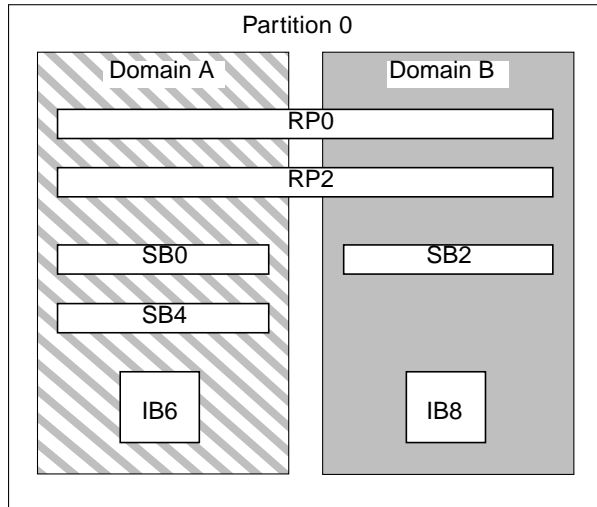 Partition 0
Domain A
Domain B
RP0
RP2
SB0
SB2
SB4
IB6
IB8